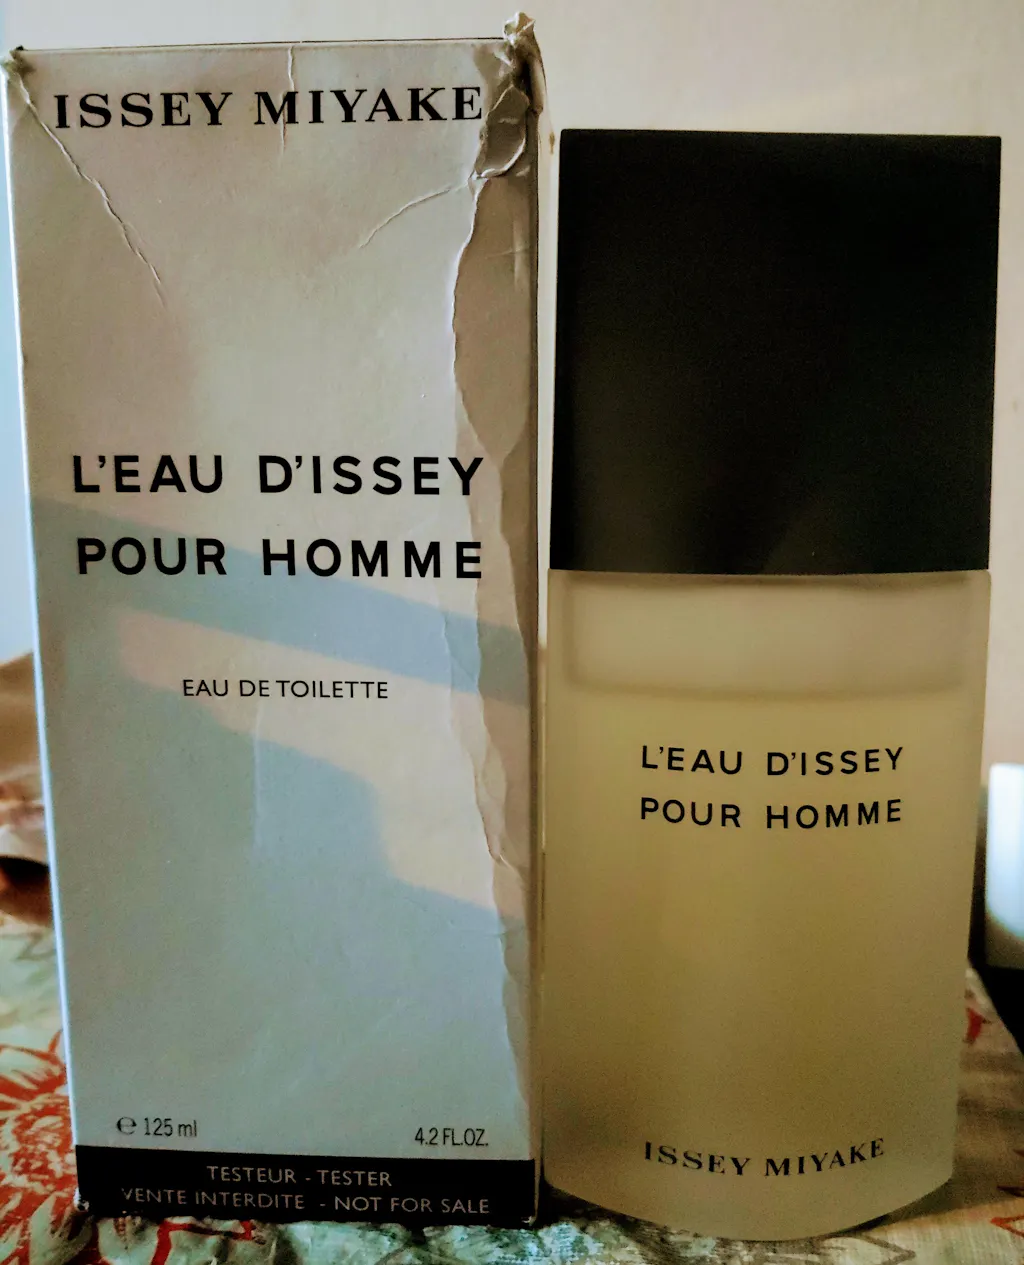 ISSEY MIYAKE
L'EAU D'ISSEY
POUR HOMME
EAU DE TOILETTE
℮ 125 ml
4.2 FL.OZ.
TESTEUR - TESTER
VENTE INTERDITE - NOT FOR SALE
L'EAU D'ISSEY
POUR HOMME
ISSEY MIYAKE